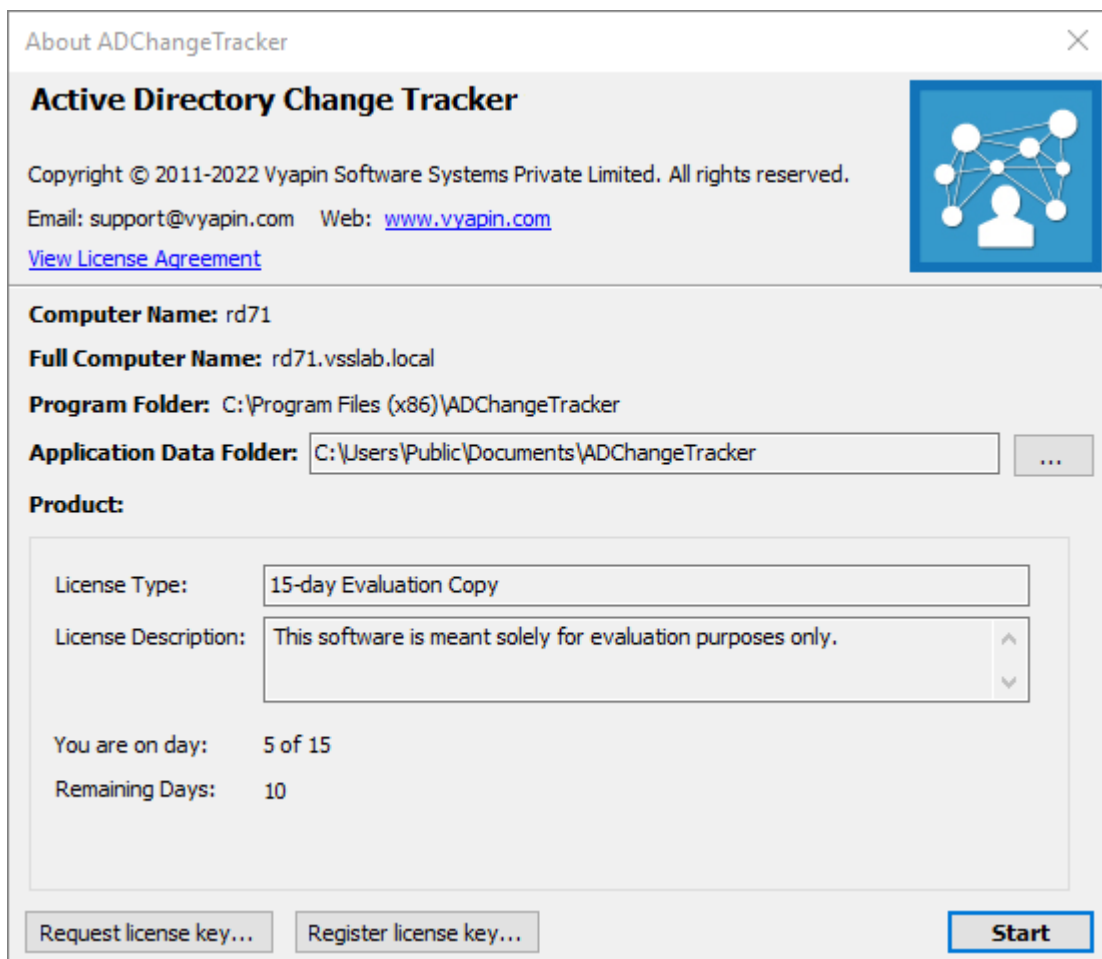 About ADChangeTracker
Active Directory Change Tracker
Copyright © 2011-2022 Vyapin Software Systems Private Limited. All rights reserved.
Email: support@vyapin.com Web: www.vyapin.com
View License Agreement
Computer Name: rd71
Full Computer Name: rd71.vsslab.local
Program Folder: C:\Program Files (x86)\ADChangeTracker
Application Data Folder: C:\Users\Public\Documents\ADChangeTracker ...
Product:
License Type: 15-day Evaluation Copy
License Description: This software is meant solely for evaluation purposes only.
You are on day: 5 of 15
Remaining Days: 10
Request license key... Register license key... Start